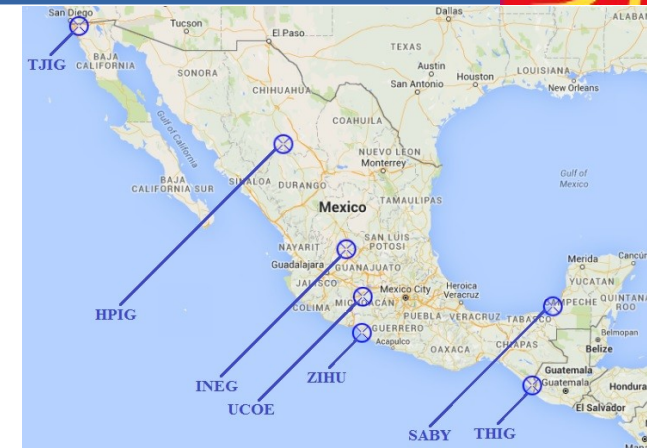 San Diego
Tucson
El Paso
Dallas
ALABAM
TEXAS
TJIG
BAJA
CALIFORNIA
SONORA
Austin
Houston
LOUISIANA
San Antonio
New Orleans
CHIHUAHUA
COAHUILA
Gulf of California
NUEVO LEON
Monterrey
Gulf of
Mexico
BAJA
CALIFORNIA SUR
SINALOA
DURANGO
TAMAULIPAS
Mexico
SAN LUIS
POTOSI
NAYARIT
Guadalajara
GUANAJUATO
Merida
Cancún
YUCATAN
JALISCO
Mexico City
Heroica
Veracruz
CAMPECHE
QUINTANA
ROO
COLIMA
MICHOACÁN
PUEBLA
VERACRUZ
TABASCO
HPIG
GUERRERO
Acapulco
OAXACA
CHIAPAS
Belmopan
Belize
Guatemala
Guatemala
Hondura
El Salvador
INEG
ZIHU
UCOE
SABY
THIG